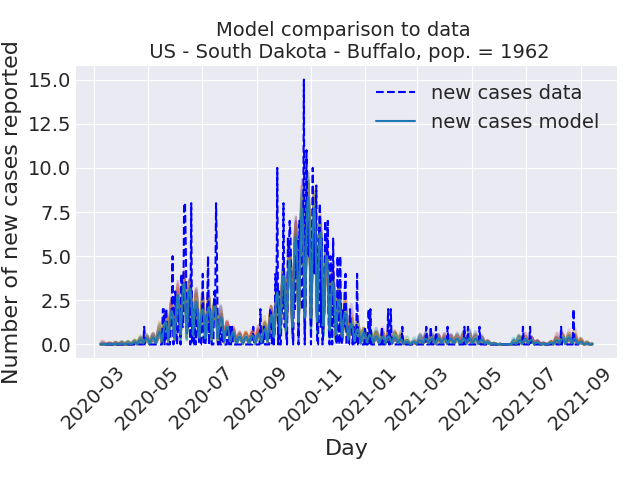 Model comparison to data
US - South Dakota - Buffalo, pop. = 1962
Number of new cases reported
15.0
12.5
10.0
7.5
5.0
2.5
0.0
new cases data
new cases model
2020-03
2020-05
2020-07
2020-09
2020-11
2021-01
2021-03
2021-05
2021-07
2021-09
Day